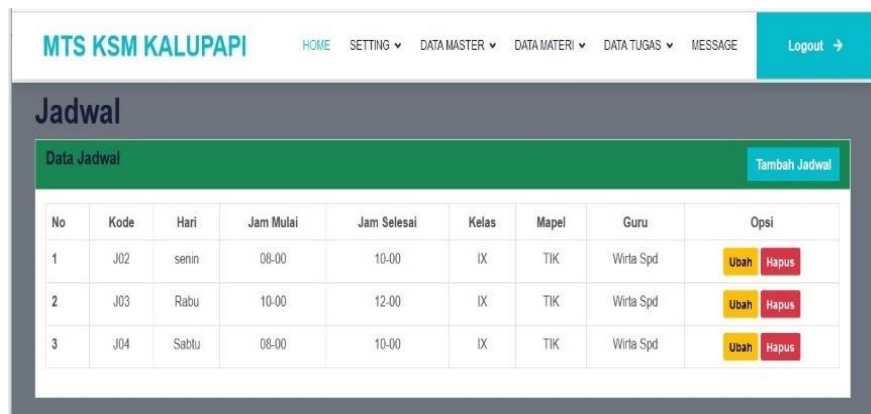 MTS KSM KALUPAPI HOME SETTING DATA MASTER DATA MATERI DATA TUGAS MESSAGE Logout →
Jadwal
Data Jadwal Tambah Jadwal
No Kode Hari Jam Mulai Jam Selesai Kelas Mapel Guru Opsi
1 J02 senin 08-00 10-00 IX TIK Wirta Spd Ubah Hapus
2 J03 Rabu 10-00 12-00 IX TIK Wirta Spd Ubah Hapus
3 J04 Sabtu 08-00 10-00 IX TIK Wirta Spd Ubah Hapus